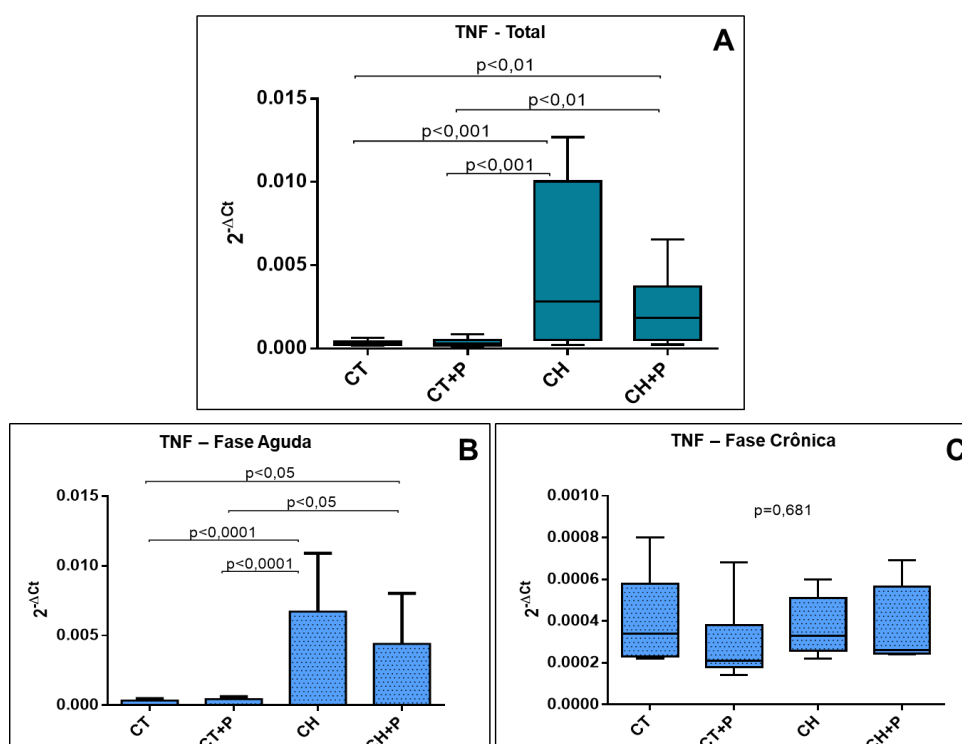 TNF - Total
A
p<0,01
p<0,01
p<0,001
p<0,001
0.015
0.010
0.005
0.000
2^-ΔCt
CT
CT+P
CH
CH+P
TNF – Fase Aguda
B
p<0,05
p<0,05
p<0,0001
p<0,0001
0.015
0.010
0.005
0.000
2^-ΔCt
CT
CT+P
CH
CH+P
TNF – Fase Crônica
C
p=0,681
0.0010
0.0008
0.0006
0.0004
0.0002
0.0000
2^-ΔCt
CT
CT+P
CH
CH+P